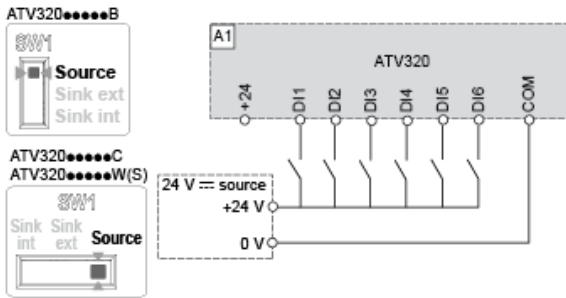 ATV320●●●●●B
SW1
Source
Sink ext
Sink int
ATV320●●●●●C
ATV320●●●●●W(S)
SW1
Sink int
Sink ext
Source
A1
ATV320
+24
DI1
DI2
DI3
DI4
DI5
DI6
COM
24 V ⎓ source
+24 V
0 V